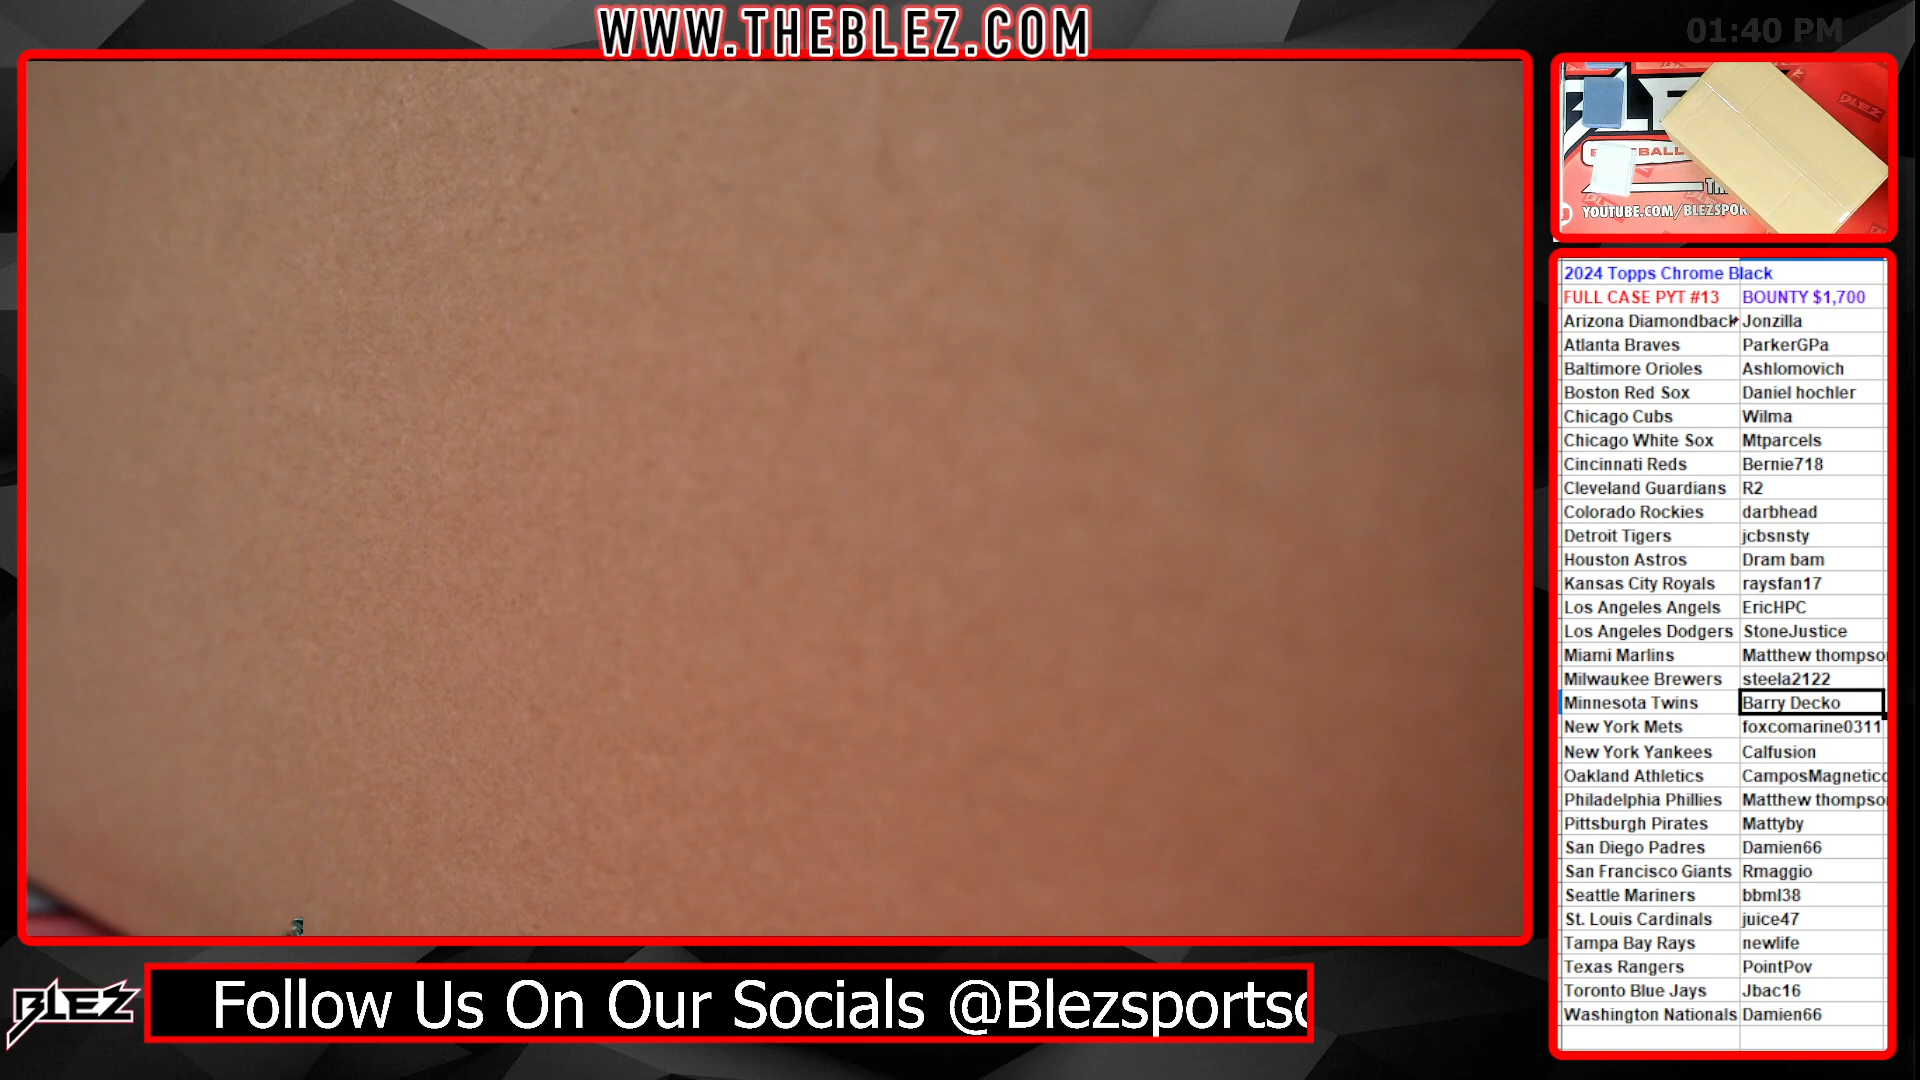 WWW.THEBLEZ.COM
01:40 PM
BLEZ
YOUTUBE.COM/BLEZSPOR
2024 Topps Chrome Black
FULL CASE PYT #13 BOUNTY $1,700
Arizona Diamondback Jonzilla
Atlanta Braves ParkerGPa
Baltimore Orioles Ashlomovich
Boston Red Sox Daniel hochler
Chicago Cubs Wilma
Chicago White Sox Mtparcels
Cincinnati Reds Bernie718
Cleveland Guardians R2
Colorado Rockies darbhead
Detroit Tigers jcbsnsty
Houston Astros Dram bam
Kansas City Royals raysfan17
Los Angeles Angels EricHPC
Los Angeles Dodgers StoneJustice
Miami Marlins Matthew thompso
Milwaukee Brewers steela2122
Minnesota Twins Barry Decko
New York Mets foxcomarine0311
New York Yankees Calfusion
Oakland Athletics CamposMagnetic
Philadelphia Phillies Matthew thompso
Pittsburgh Pirates Mattyby
San Diego Padres Damien66
San Francisco Giants Rmaggio
Seattle Mariners bbml38
St. Louis Cardinals juice47
Tampa Bay Rays newlife
Texas Rangers PointPov
Toronto Blue Jays Jbac16
Washington Nationals Damien66
BLEZ
Follow Us On Our Socials @Blezsports